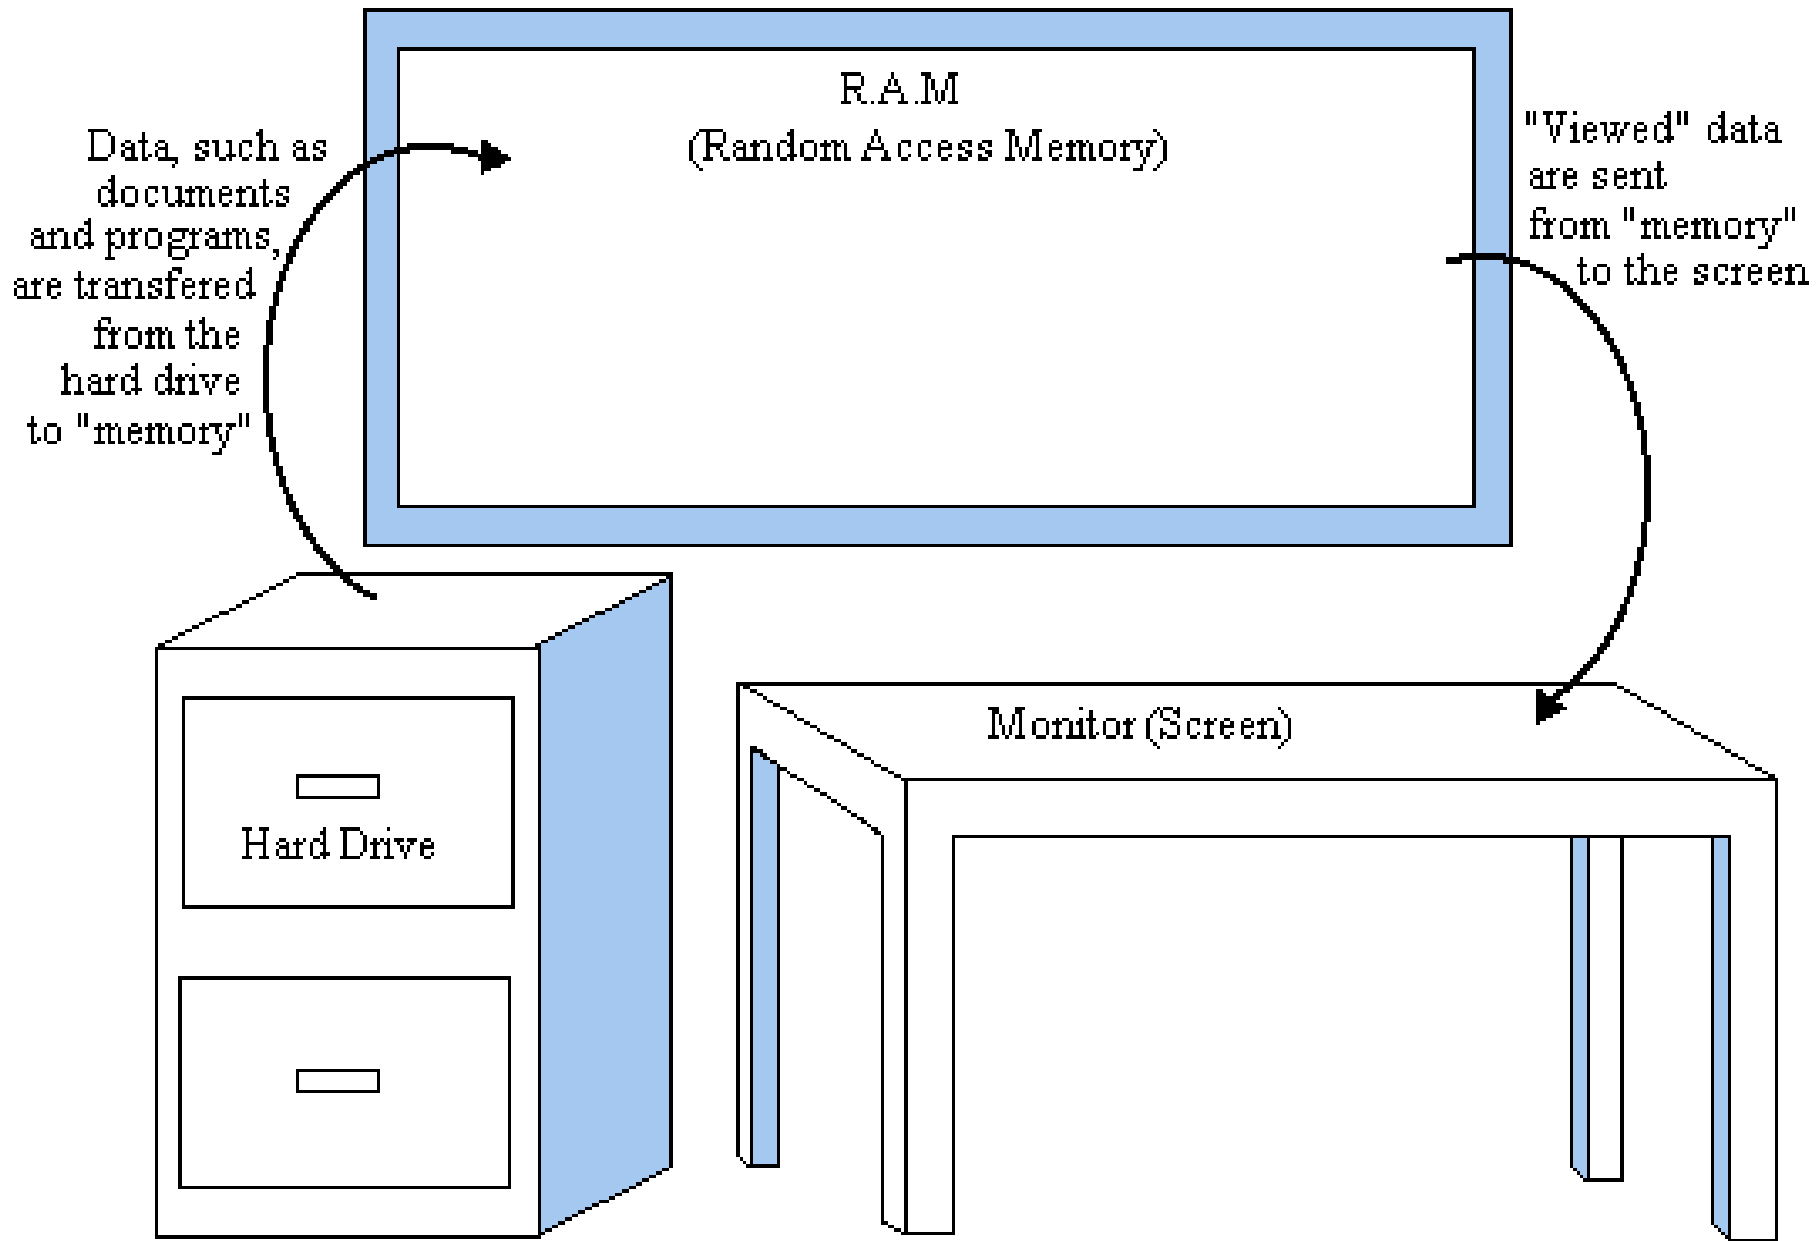 R.A.M
(Random Access Memory)
Data, such as
documents
and programs,
are transfered
from the
hard drive
to "memory"
"Viewed" data
are sent
from "memory"
to the screen
Monitor (Screen)
Hard Drive